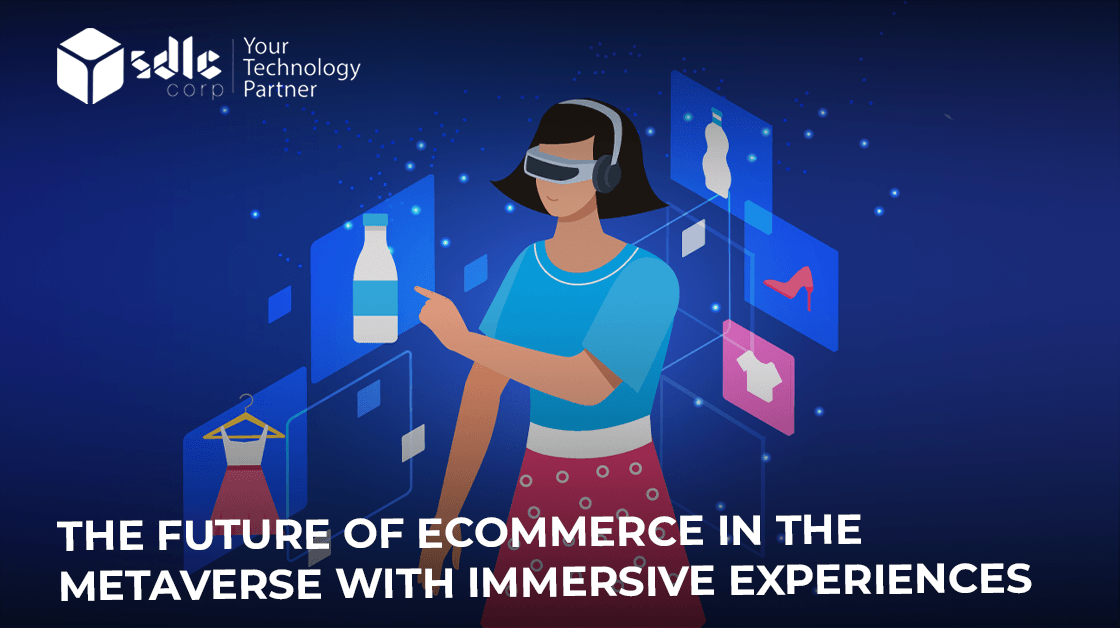 sdlc
corp
Your
Technology
Partner
THE FUTURE OF ECOMMERCE IN THE
METAVERSE WITH IMMERSIVE EXPERIENCES